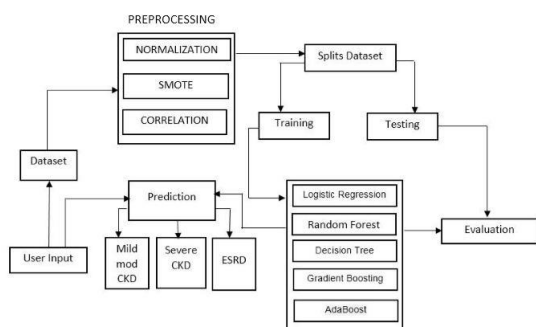 PREPROCESSING
NORMALIZATION
SMOTE
CORRELATION
Splits Dataset
Training
Testing
Dataset
Prediction
User Input
Mild
mod
CKD
Severe
CKD
ESRD
Logistic Regression
Random Forest
Decision Tree
Gradient Boosting
AdaBoost
Evaluation